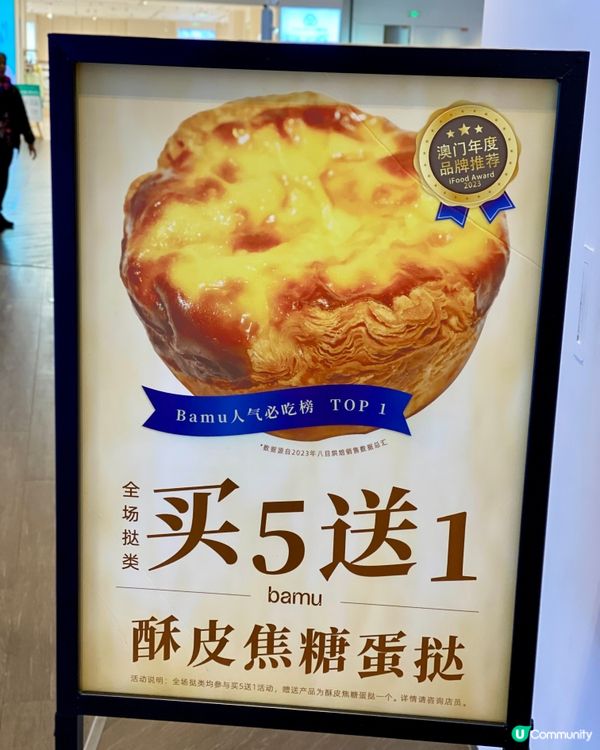 澳门年度
品牌推荐
iFood Award
2023
Bamu人气必吃榜 TOP 1
*数据源自2023年八目烘焙销售数据总汇
全场挞类
买5送1
bamu
酥皮焦糖蛋挞
活动说明：全场挞类均参与买5送1活动，赠送产品为酥皮焦糖蛋挞一个。详情请咨询店员。
U Community